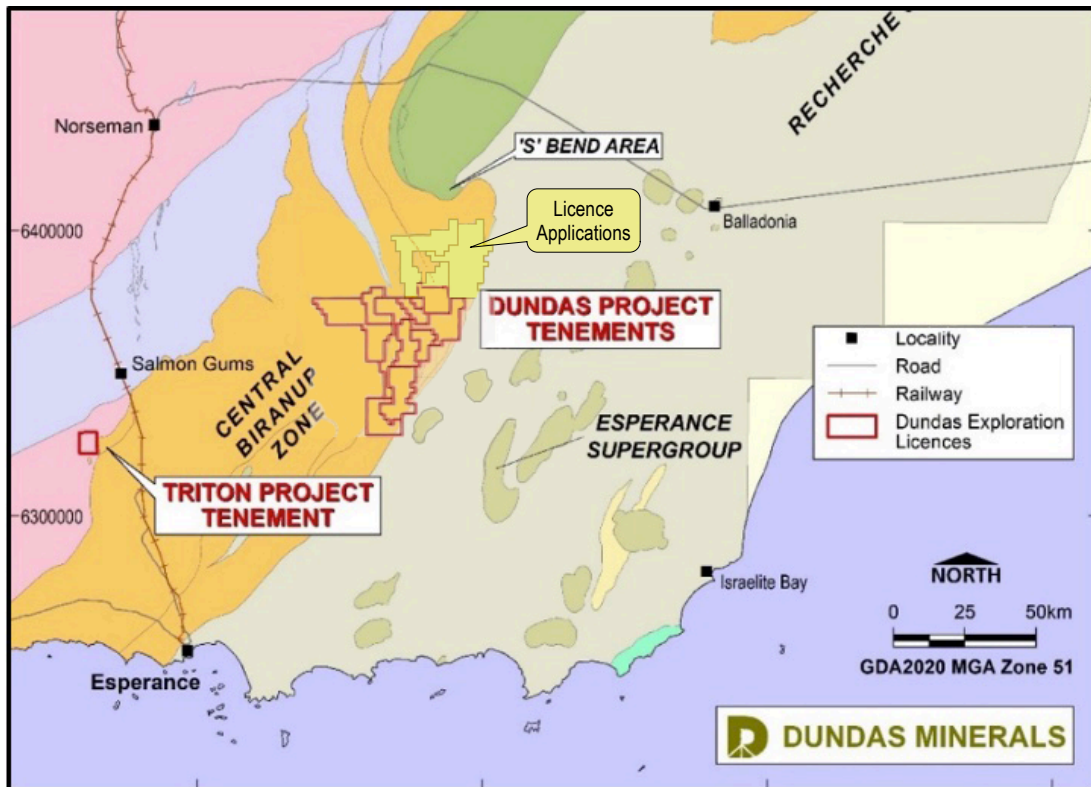 RECHERCHE
Norseman
'S' BEND AREA
Licence
Applications
Balladonia
6400000
DUNDAS PROJECT
TENEMENTS
Locality
Road
Railway
Dundas Exploration
Licences
Salmon Gums
CENTRAL
BIRANUP
ZONE
ESPERANCE
SUPERGROUP
TRITON PROJECT
TENEMENT
6300000
Israelite Bay
NORTH
0 25 50km
GDA2020 MGA Zone 51
Esperance
DUNDAS MINERALS